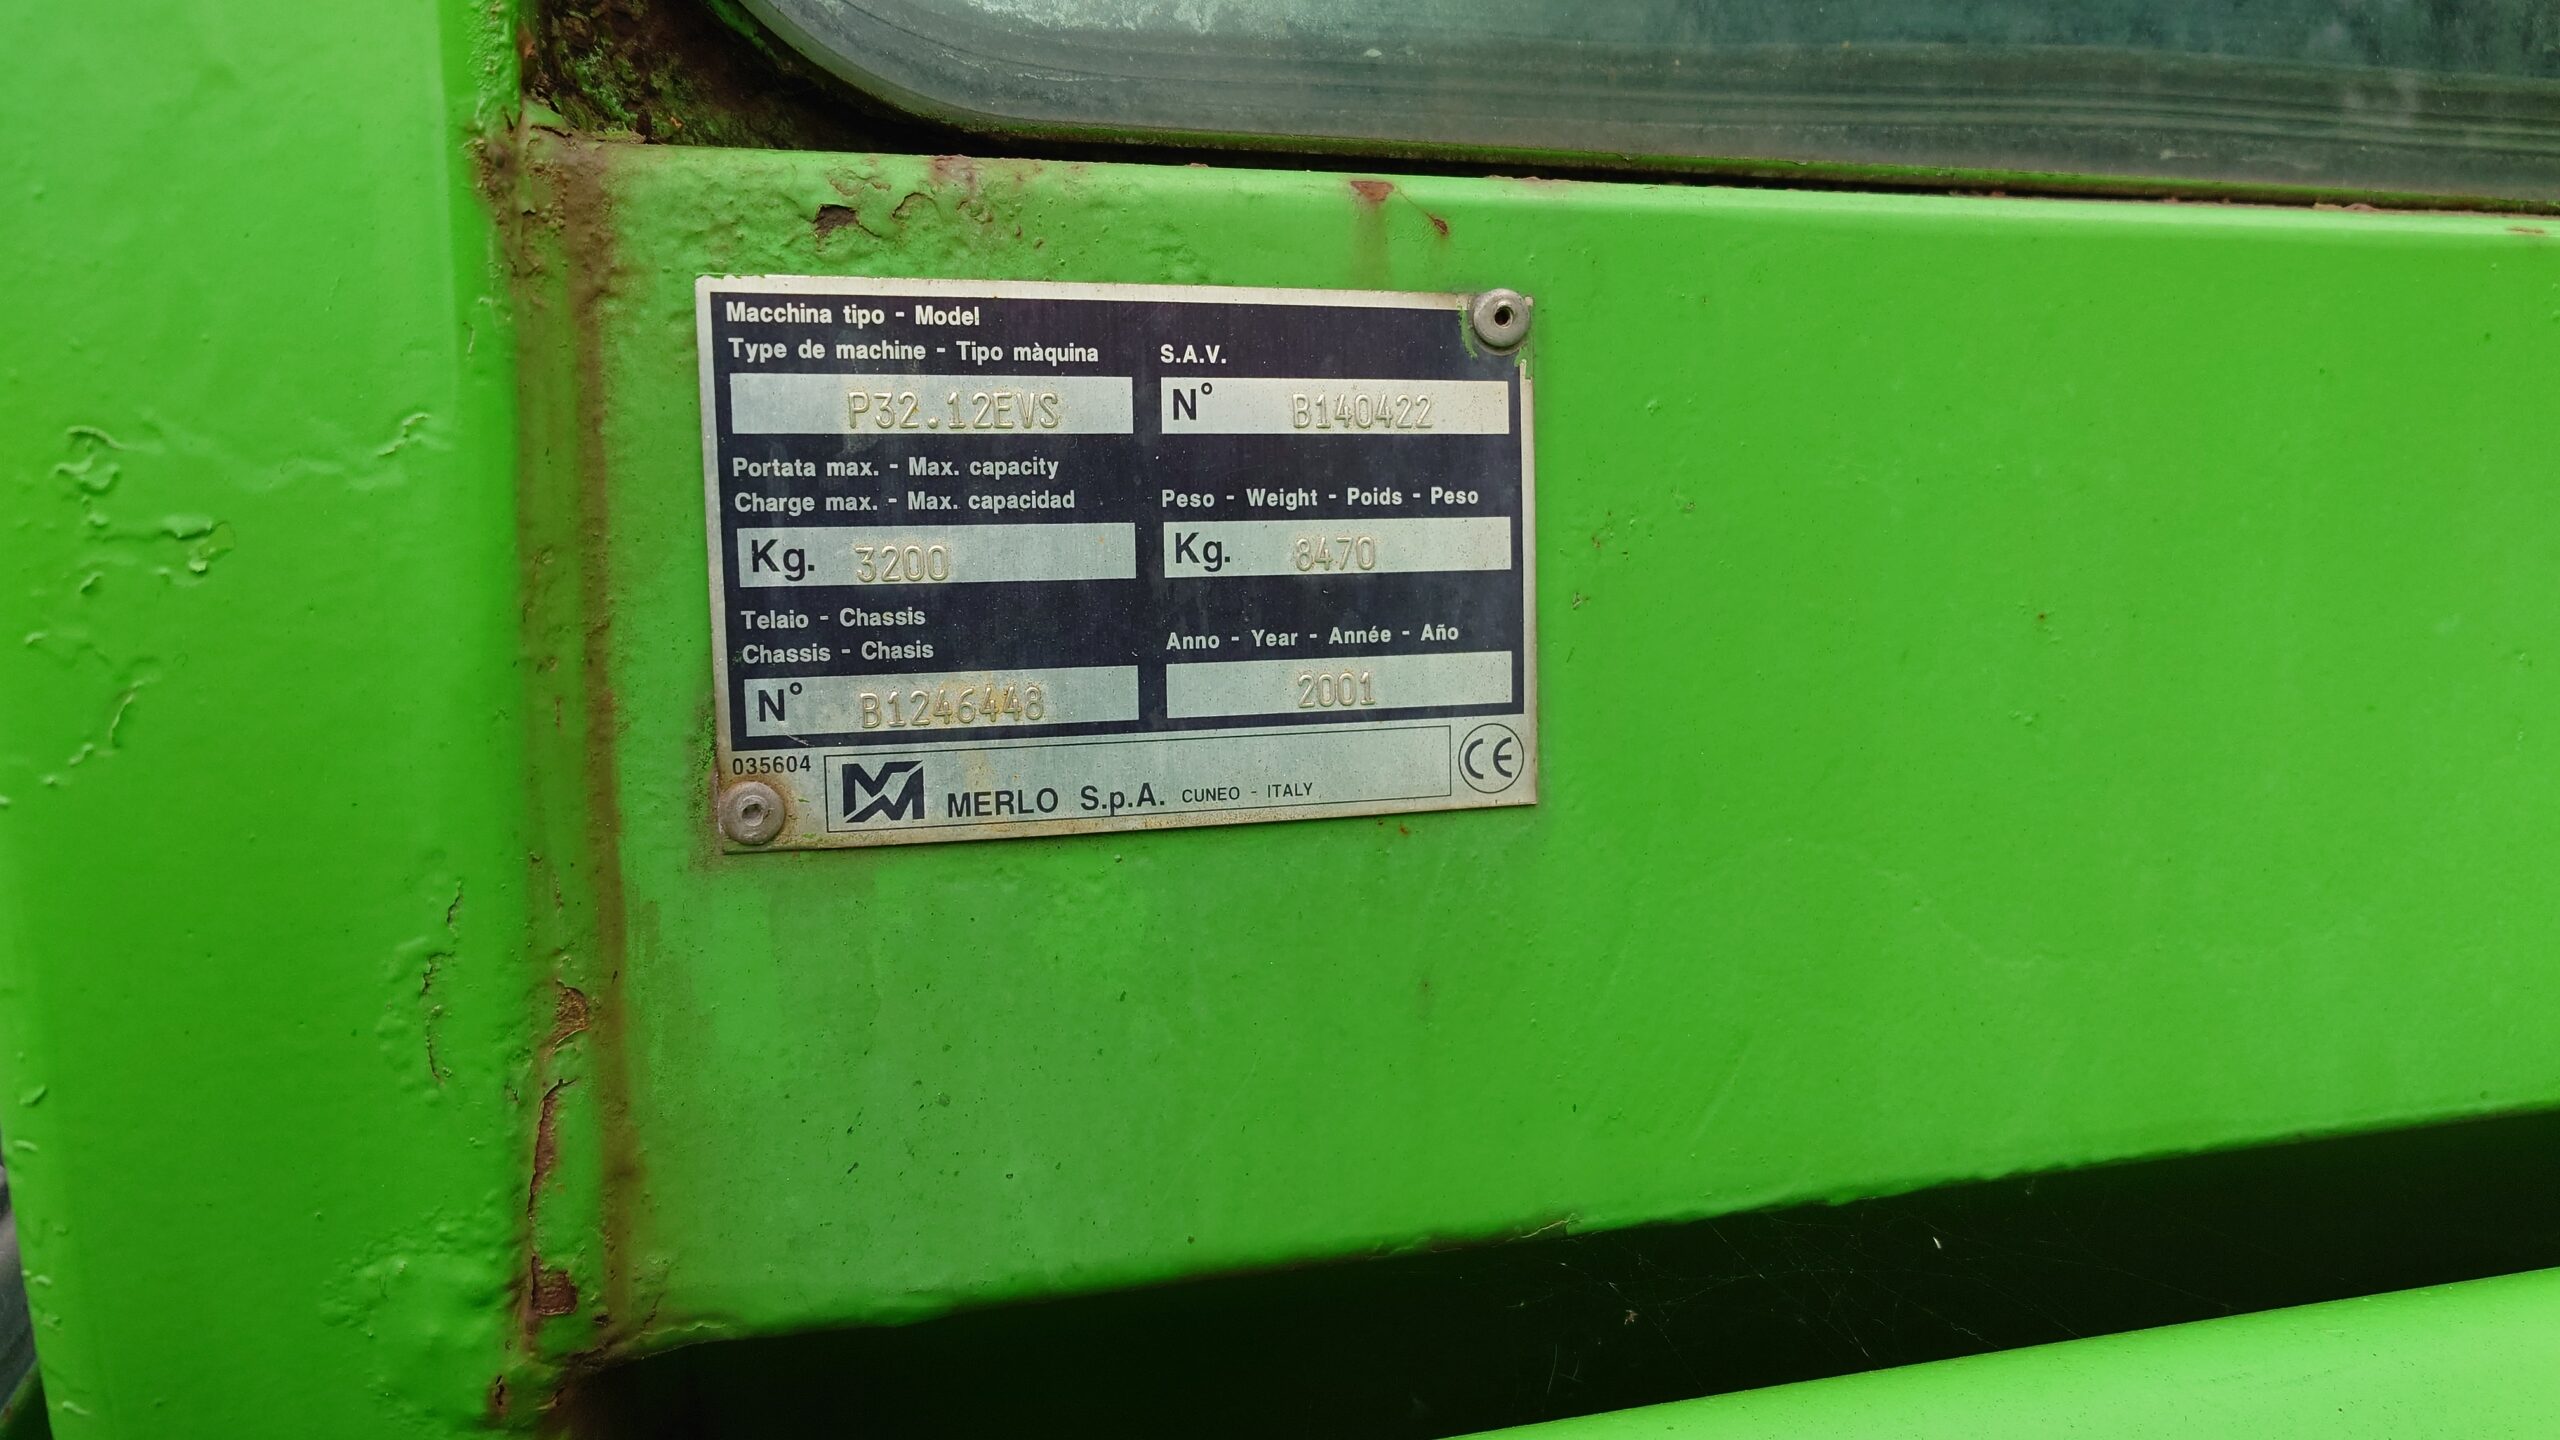 Macchina tipo - Model
Type de machine - Tipo màquina
P32.12EVS
S.A.V.
N° B140422
Portata max. - Max. capacity
Charge max. - Max. capacidad
Kg. 3200
Peso - Weight - Poids - Peso
Kg. 8470
Telaio - Chassis
Chassis - Chasis
N° B1246448
Anno - Year - Année - Año
2001
035604
MERLO S.p.A. CUNEO - ITALY
CE